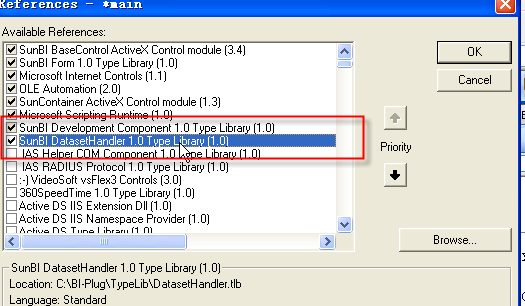 References - *main
Available References:
SunBI BaseControl ActiveX Control module (3.4)
SunBI Form 1.0 Type Library (1.0)
Microsoft Internet Controls (1.1)
OLE Automation (2.0)
SunContainer ActiveX Control module (1.3)
Microsoft Scripting Runtime (1.0)
SunBI Development Component 1.0 Type Library (1.0)
SunBI DatasetHandler 1.0 Type Library (1.0)
IAS Helper COM Component 1.0 Type Library (1.0)
IAS RADIUS Protocol 1.0 Type Library (1.0)
:-) VideoSoft vsFlex3 Controls (3.0)
360SpeedTime 1.0 Type Library (1.0)
Active DS IIS Extension Dll (1.0)
Active DS IIS Namespace Provider (1.0)
Active DS Type Library (1.0)
OK
Cancel
Priority
Browse...
SunBI DatasetHandler 1.0 Type Library (1.0)
Location: C:\BI-Plug\TypeLib\DatasetHandler.tlb
Language: Standard